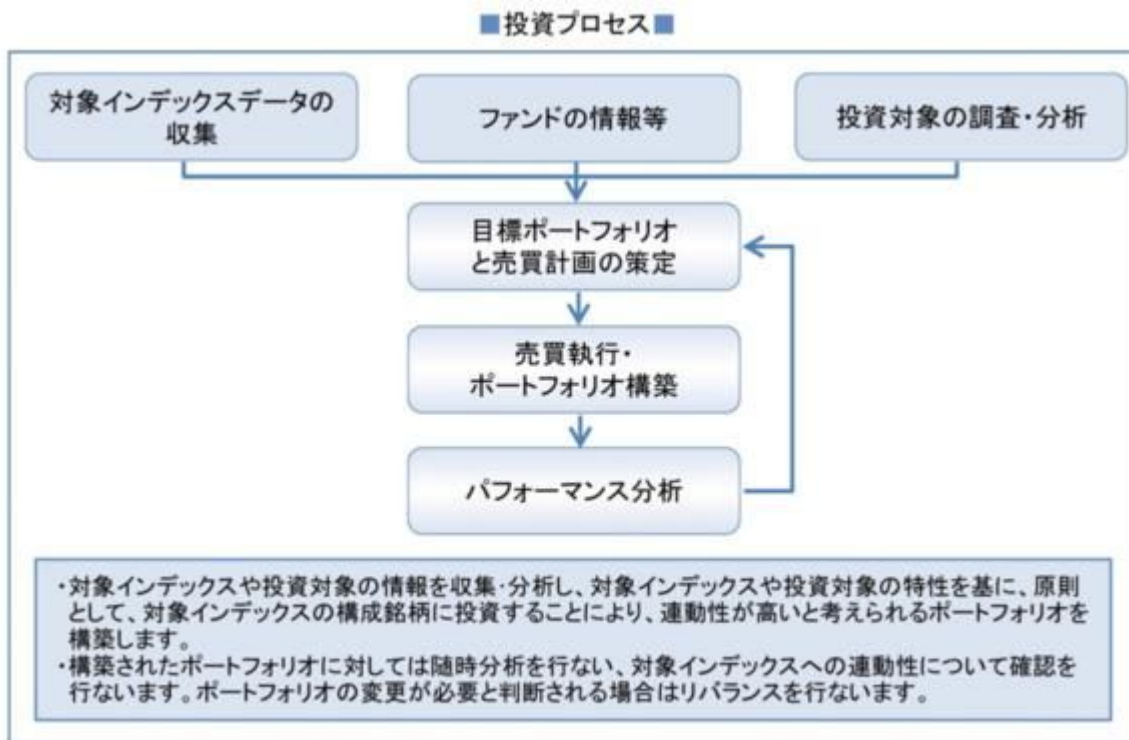 ■投資プロセス■
対象インデックスデータの
収集
ファンドの情報等
投資対象の調査・分析
目標ポートフォリオ
と売買計画の策定
売買執行・
ポートフォリオ構築
パフォーマンス分析
・対象インデックスや投資対象の情報を収集・分析し、対象インデックスや投資対象の特性を基に、原則
として、対象インデックスの構成銘柄に投資することにより、連動性が高いと考えられるポートフォリオを
構築します。
・構築されたポートフォリオに対しては随時分析を行ない、対象インデックスへの連動性について確認を
行ないます。ポートフォリオの変更が必要と判断される場合はリバランスを行ないます。